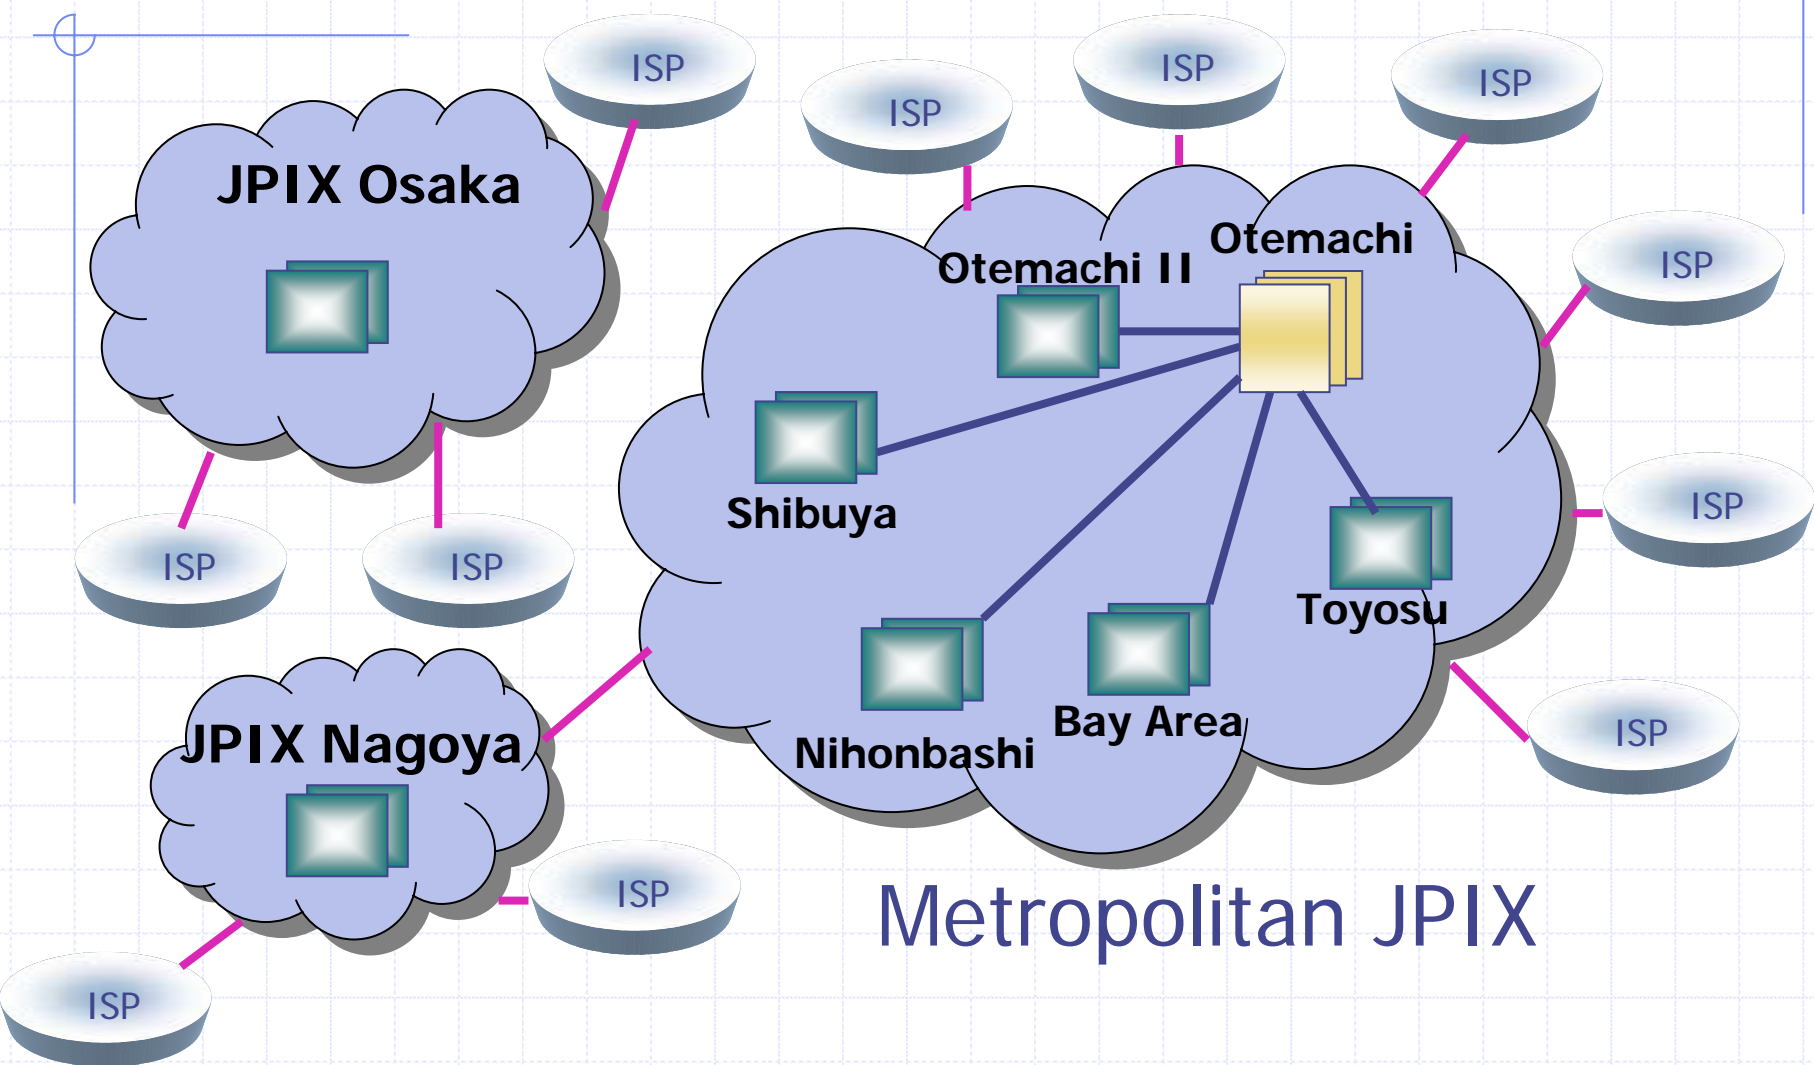 ISP
ISP
ISP
ISP
JPIX Osaka
Otemachi
Otemachi II
ISP
Shibuya
ISP
ISP
ISP
Toyosu
JPIX Nagoya
Nihonbashi
Bay Area
ISP
ISP
Metropolitan JPIX
ISP